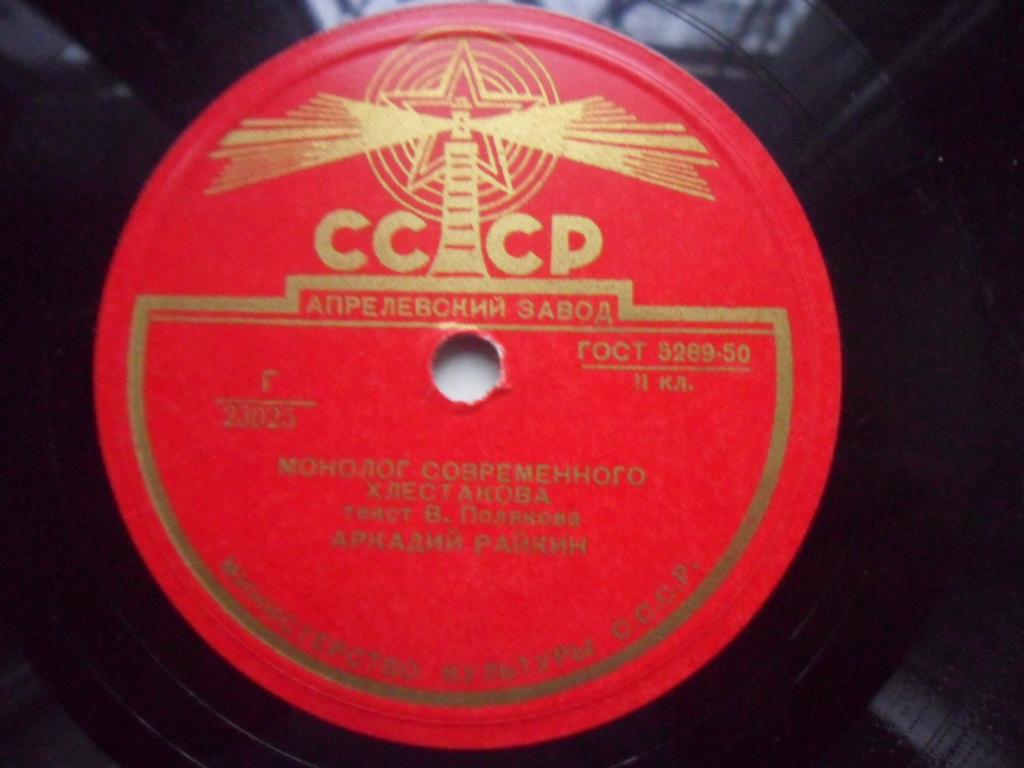 СССР
АПРЕЛЕВСКИЙ ЗАВОД
ГОСТ 5289-50
II кл.
Г
23025
МОНОЛОГ СОВРЕМЕННОГО
ХЛЕСТАКОВА
текст В. Полякова
АРКАДИЙ РАЙКИН
МИНИСТЕРСТВО КУЛЬТУРЫ С.С.С.Р.